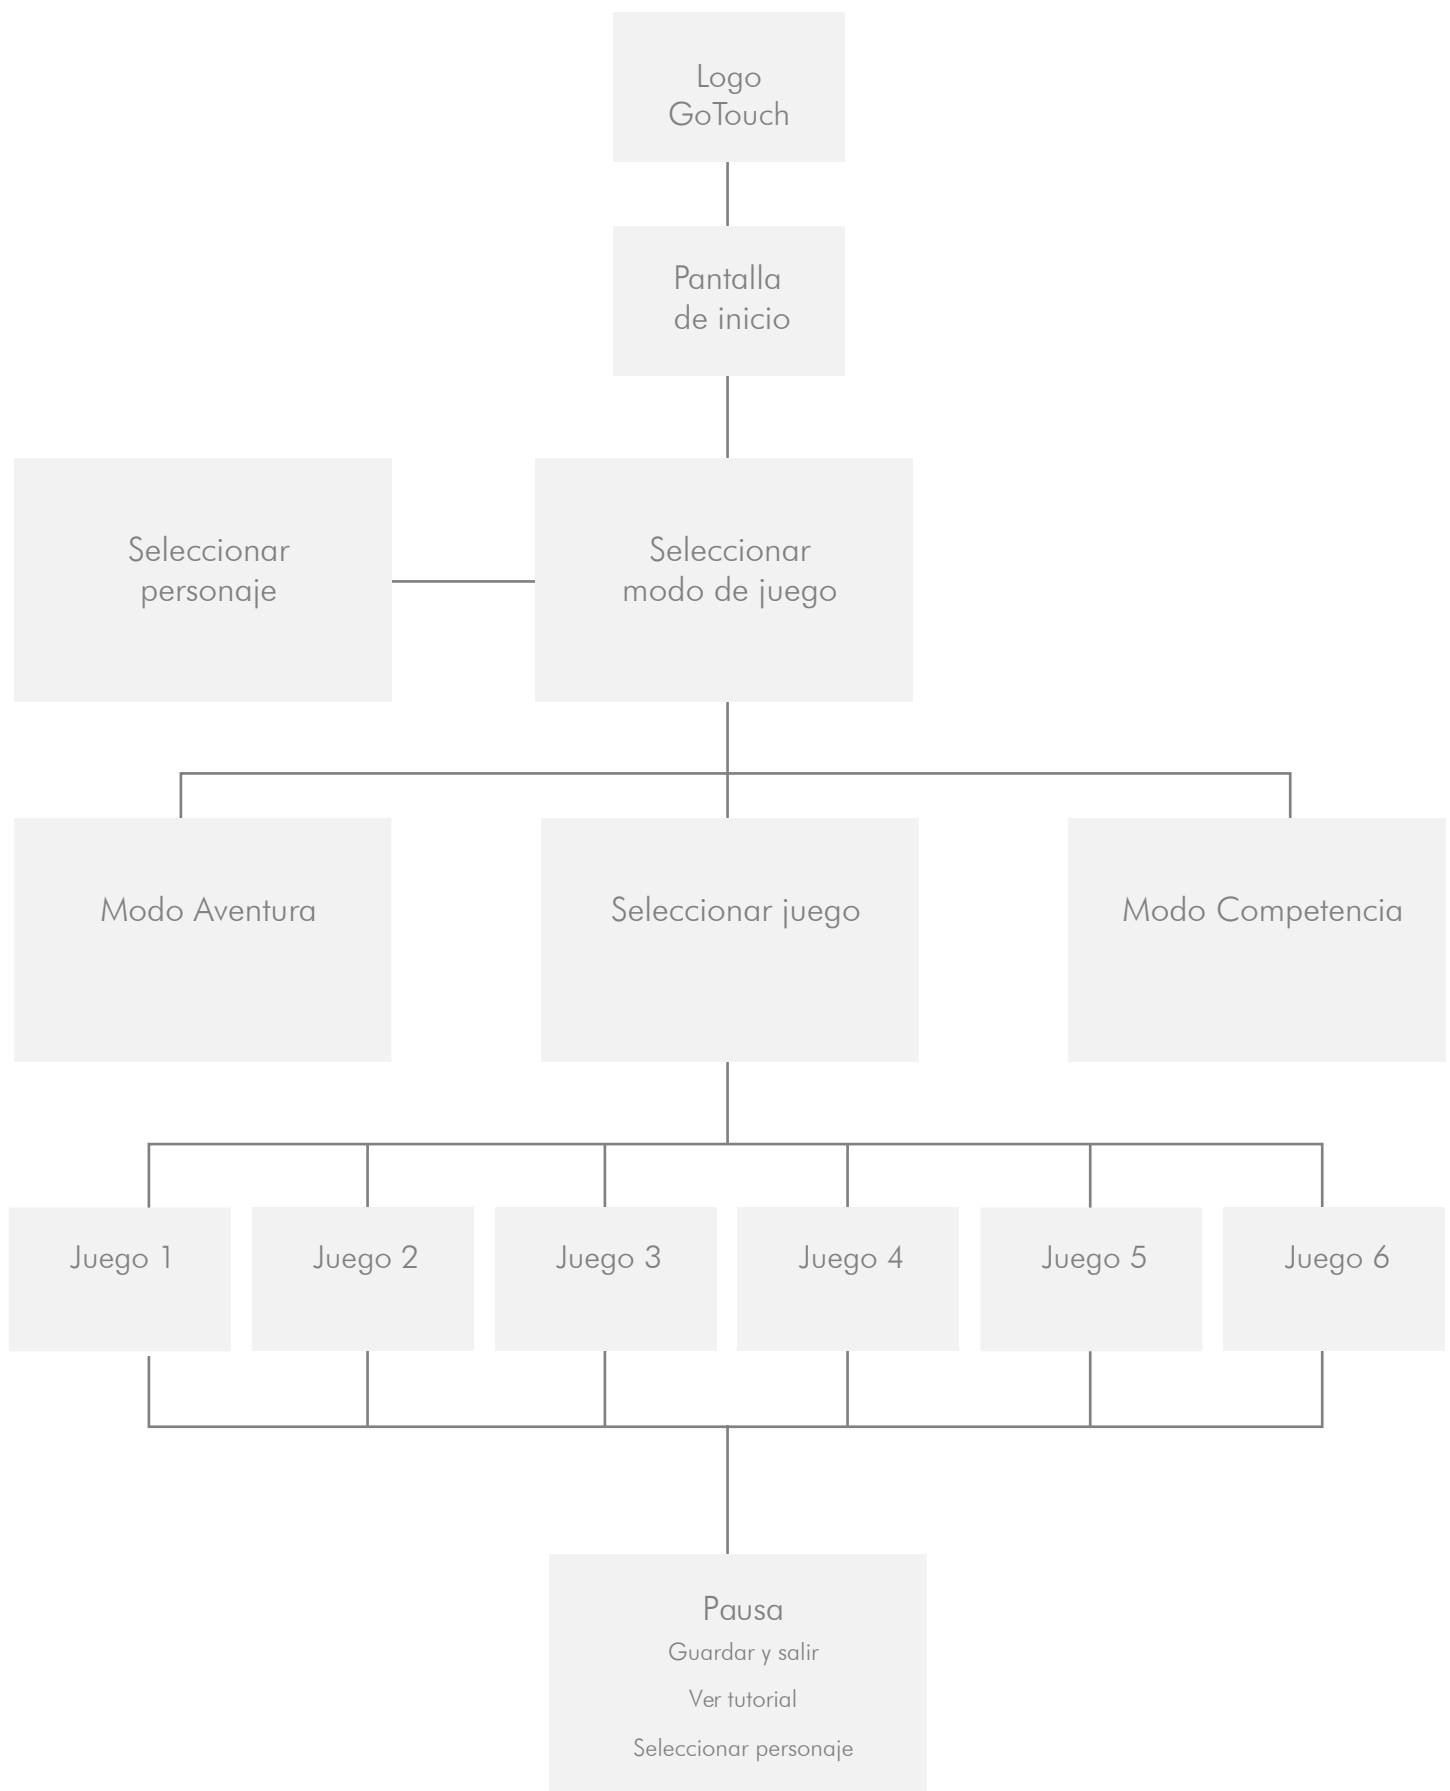 Logo
GoTouch
Pantalla
de inicio
Seleccionar
personaje
Seleccionar
modo de juego
Modo Aventura
Seleccionar juego
Modo Competencia
Juego 1
Juego 2
Juego 3
Juego 4
Juego 5
Juego 6
Pausa
Guardar y salir
Ver tutorial
Seleccionar personaje